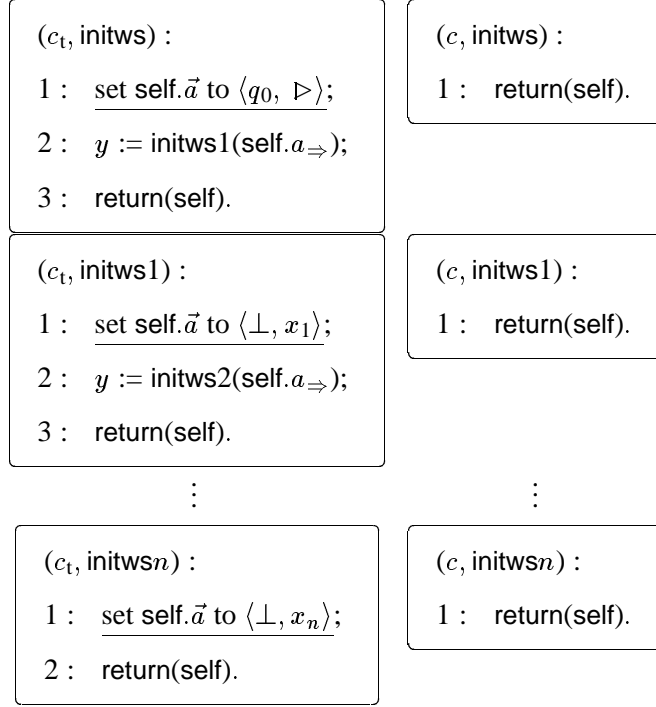 (c_t, initws) :
1 : set self.a⃗ to ⟨q_0, ▷⟩;
2 : y := initws1(self.a_⇒);
3 : return(self).
(c, initws) :
1 : return(self).
(c_t, initws1) :
1 : set self.a⃗ to ⟨⊥, x_1⟩;
2 : y := initws2(self.a_⇒);
3 : return(self).
(c, initws1) :
1 : return(self).
⋮
⋮
(c_t, initwsn) :
1 : set self.a⃗ to ⟨⊥, x_n⟩;
2 : return(self).
(c, initwsn) :
1 : return(self).